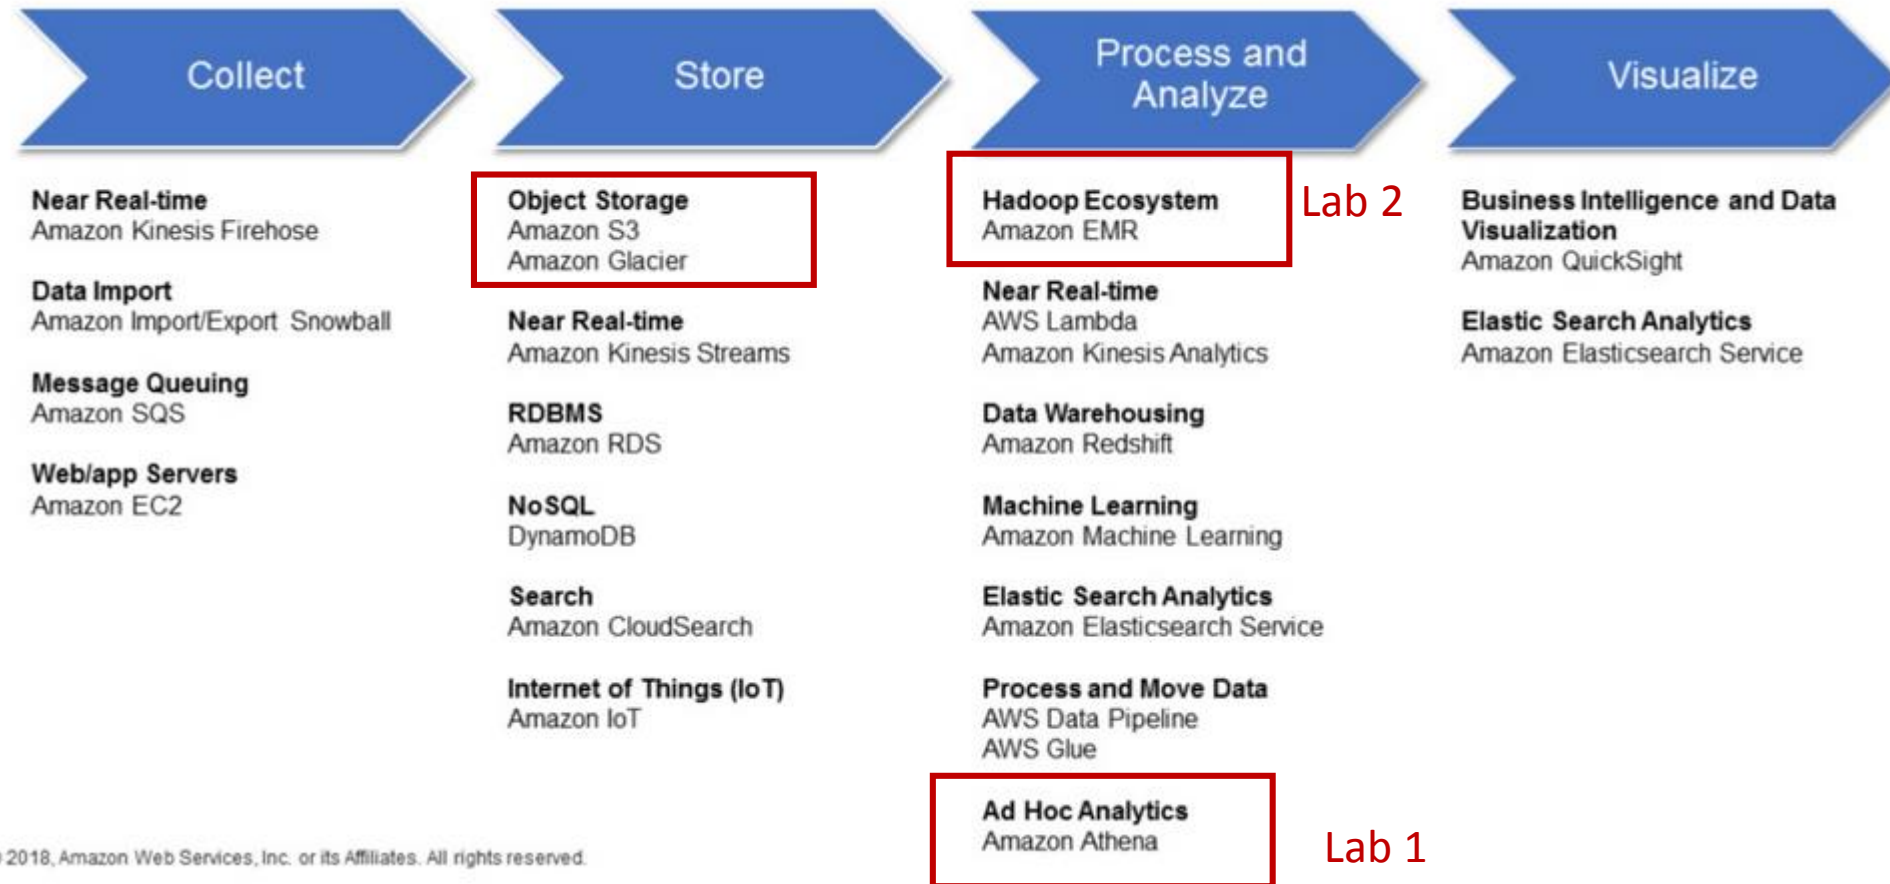 Collect
Near Real-time
Amazon Kinesis Firehose
Data Import
Amazon Import/Export Snowball
Message Queuing
Amazon SQS
Web/app Servers
Amazon EC2
Store
Object Storage
Amazon S3
Amazon Glacier
Near Real-time
Amazon Kinesis Streams
RDBMS
Amazon RDS
NoSQL
DynamoDB
Search
Amazon CloudSearch
Internet of Things (IoT)
Amazon IoT
Process and
Analyze
Hadoop Ecosystem
Amazon EMR
Lab 2
Near Real-time
AWS Lambda
Amazon Kinesis Analytics
Data Warehousing
Amazon Redshift
Machine Learning
Amazon Machine Learning
Elastic Search Analytics
Amazon Elasticsearch Service
Process and Move Data
AWS Data Pipeline
AWS Glue
Ad Hoc Analytics
Amazon Athena
Lab 1
Visualize
Business Intelligence and Data
Visualization
Amazon QuickSight
Elastic Search Analytics
Amazon Elasticsearch Service
2018, Amazon Web Services, Inc. or its Affiliates. All rights reserved.